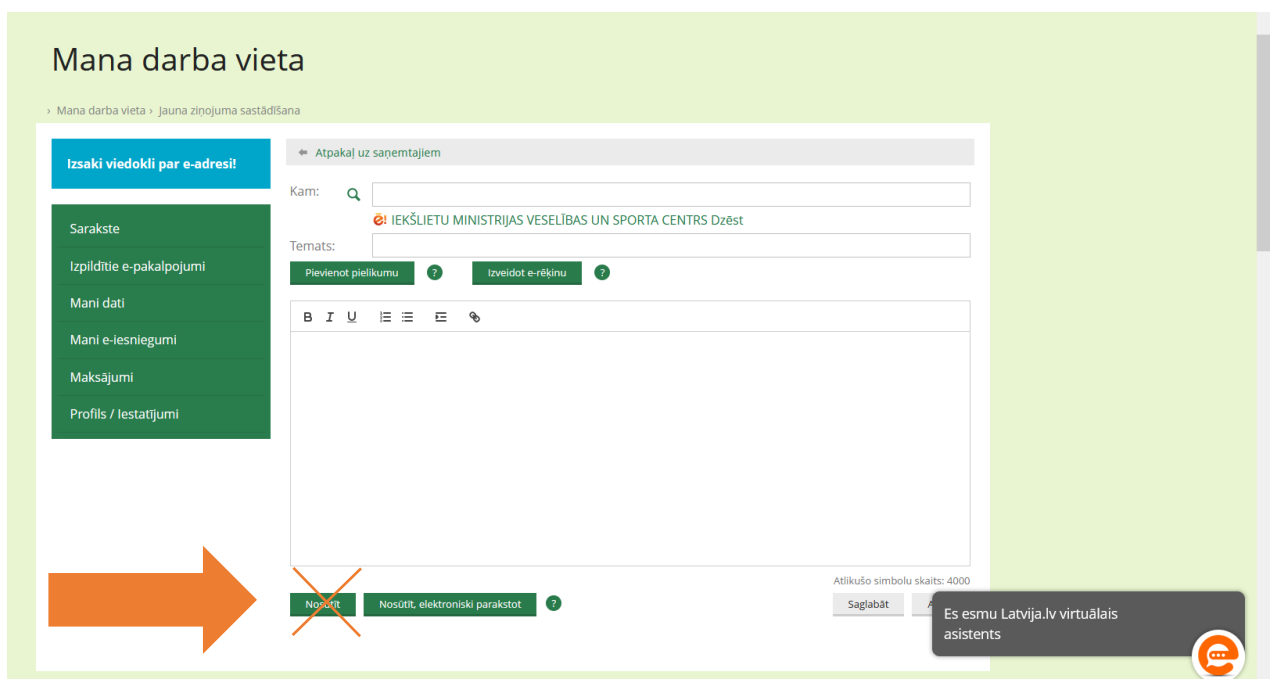 Mana darba vieta
› Mana darba vieta › Jauna ziņojuma sastādīšana
Izsaki viedokli par e-adresi!
Atpakaļ uz saņemtajiem
Kam:
ē! IEKŠLIETU MINISTRIJAS VESELĪBAS UN SPORTA CENTRS Dzēst
Sarakste
Temats:
Izpildītie e-pakalpojumi
Pievienot pielikumu ? Izveidot e-rēķinu ?
Mani dati
B I U
Mani e-iesniegumi
Maksājumi
Profils / Iestatījumi
Atlikušo simbolu skaits: 4000
Nosūtīt Nosūtīt, elektroniski parakstot ? Saglabāt
Es esmu Latvija.lv virtuālais
asistents